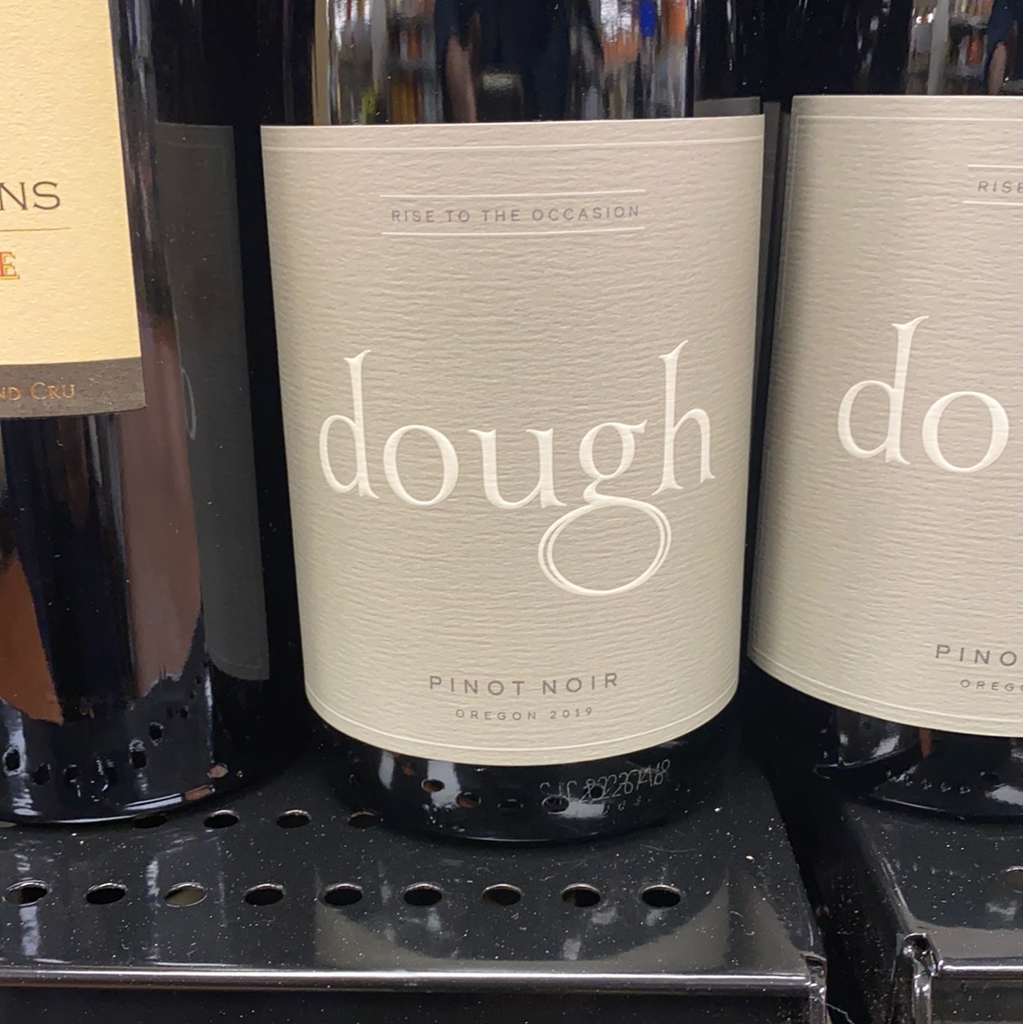 NS
E
ND CRU
RISE TO THE OCCASION
dough
PINOT NOIR
OREGON 2019
RISE
do
PINO
OREG